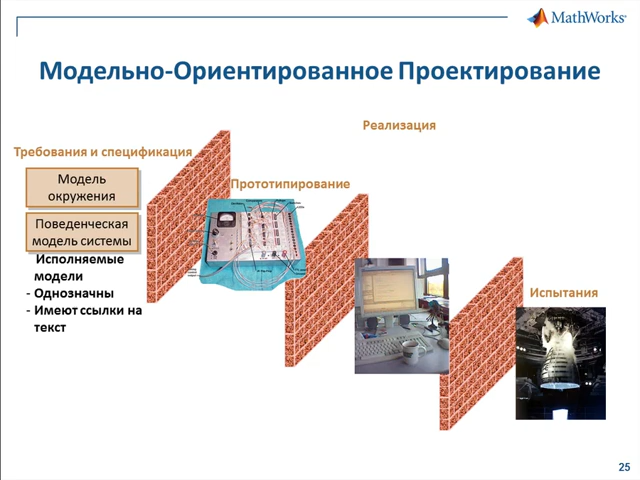 MathWorks
Модельно-Ориентированное Проектирование
Реализация
Требования и спецификация
Модель
окружения
Прототипирование
Поведенческая
модель системы
Исполняемые
модели
- Однозначны
- Имеют ссылки на
текст
Испытания
25